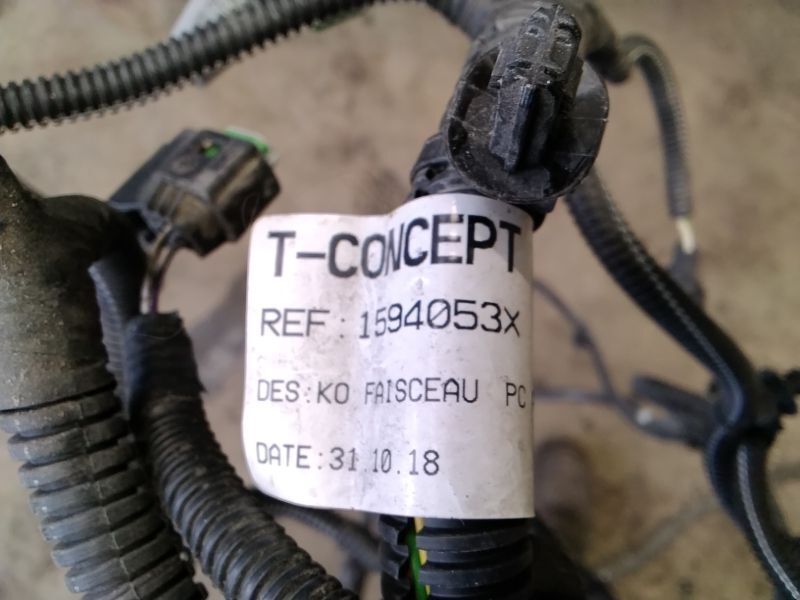 T-CONCEPT
REF: 1594053X
DES:KO FAISCEAU PC
DATE:31.10.18